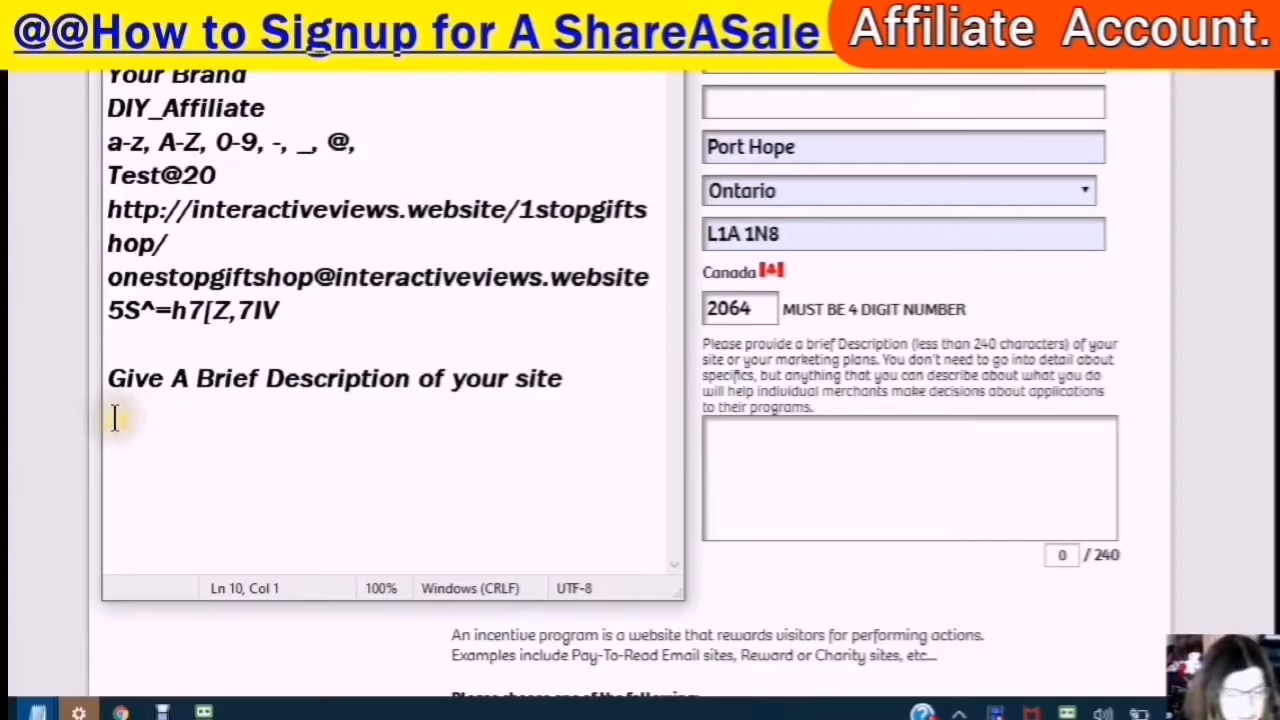 @@How to Signup for A ShareASale Affiliate Account.
Your Brand
DIY_Affiliate
a-z, A-Z, 0-9, -, _, @,
Test@20
http://interactiveviews.website/1stopgifts
hop/
onestopgiftshop@interactiveviews.website
5S^=h7[Z,7IV
Give A Brief Description of your site
Ln 10, Col 1 100% Windows (CRLF) UTF-8
Port Hope
Ontario
L1A 1N8
Canada
2064 MUST BE 4 DIGIT NUMBER
Please provide a brief Description (less than 240 characters) of your
site or your marketing plans. You don't need to go into detail about
specifics, but anything that you can describe about what you do
will help individual merchants make decisions about applications
to their programs.
0 / 240
An incentive program is a website that rewards visitors for performing actions.
Examples include Pay-To-Read Email sites, Reward or Charity sites, etc...
Please choose one of the following: